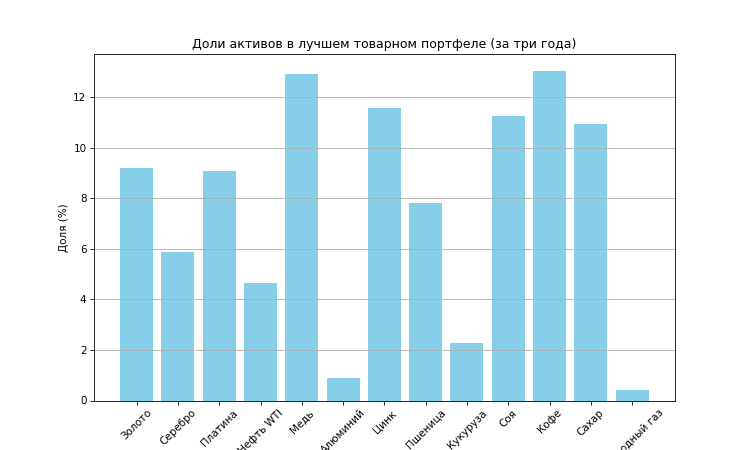 Доли активов в лучшем товарном портфеле (за три года)
Доля (%)
12
10
8
6
4
2
0
Золото
Серебро
Платина
Нефть WTI
Медь
Алюминий
Цинк
Пшеница
Кукуруза
Соя
Кофе
Сахар
одный газ